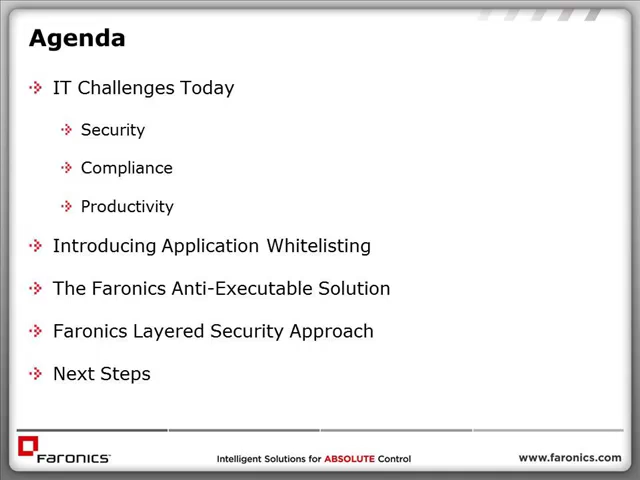 Agenda
IT Challenges Today
Security
Compliance
Productivity
Introducing Application Whitelisting
The Faronics Anti-Executable Solution
Faronics Layered Security Approach
Next Steps
FARONICS Intelligent Solutions for ABSOLUTE Control www.faronics.com